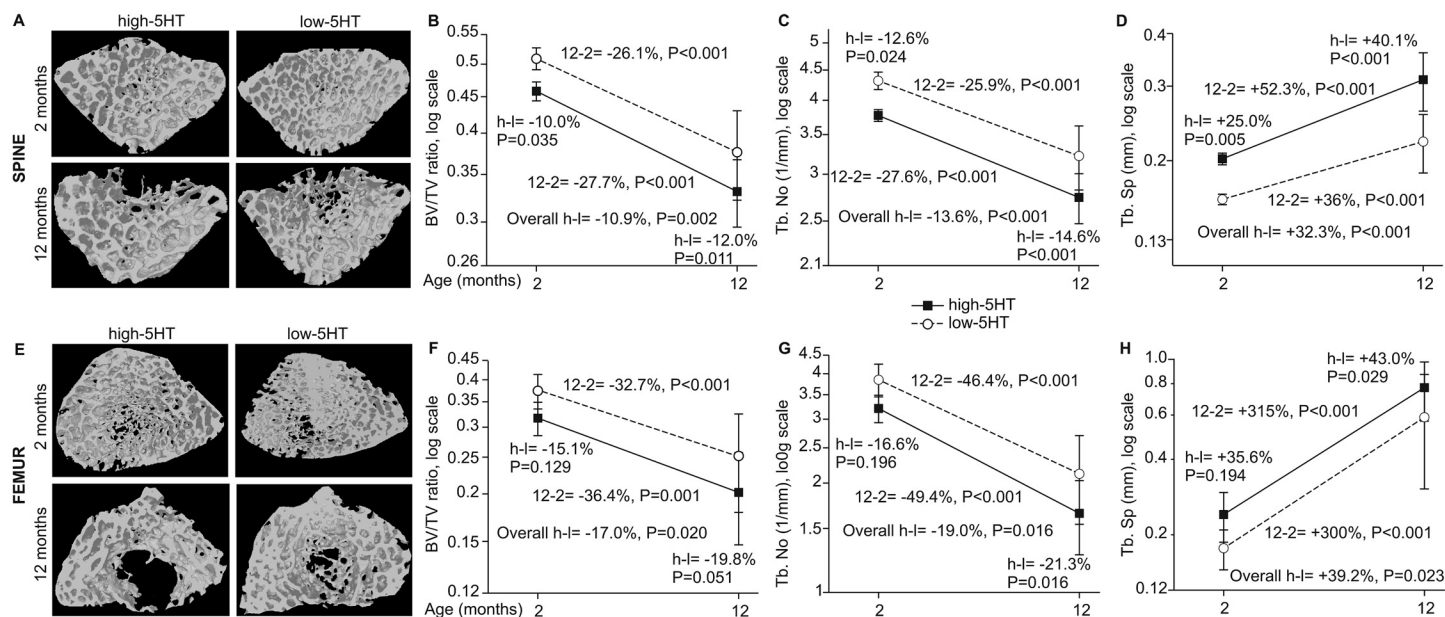 A
high-5HT
low-5HT
SPINE
2 months
12 months
B
BV/TV ratio, log scale
0.55
0.45
0.4
0.35
0.3
0.26
12-2= -26.1%, P<0.001
h-l= -10.0%
P=0.035
12-2= -27.7%, P<0.001
Overall h-l= -10.9%, P=0.002
h-l= -12.0%
P=0.011
Age (months)
2
12
C
Tb. No (1/mm), log scale
5
4.5
4
3.5
3
2.5
2.1
h-l= -12.6%
P=0.024
12-2= -25.9%, P<0.001
12-2= -27.6%, P<0.001
Overall h-l= -13.6%, P<0.001
h-l= -14.6%
P<0.001
2
12
D
Tb. Sp (mm), log scale
0.4
0.3
0.2
0.13
h-l= +40.1%
P<0.001
12-2= +52.3%, P<0.001
h-l= +25.0%
P=0.005
12-2= +36%, P<0.001
Overall h-l= +32.3%, P<0.001
2
12
high-5HT
low-5HT
E
high-5HT
low-5HT
FEMUR
2 months
12 months
F
BV/TV ratio, log scale
0.45
0.4
0.35
0.3
0.25
0.2
0.15
0.12
12-2= -32.7%, P<0.001
h-l= -15.1%
P=0.129
12-2= -36.4%, P=0.001
Overall h-l= -17.0%, P=0.020
h-l= -19.8%
P=0.051
Age (months)
2
12
G
Tb. No (1/mm), lo0g scale
4.5
3.5
3
2.5
2
1.5
1
12-2= -46.4%, P<0.001
h-l= -16.6%
P=0.196
12-2= -49.4%, P<0.001
Overall h-l= -19.0%, P=0.016
h-l= -21.3%
P=0.016
2
12
H
Tb. Sp (mm), log scale
1.0
0.8
0.6
0.4
0.2
0.12
h-l= +43.0%
P=0.029
12-2= +315%, P<0.001
h-l= +35.6%
P=0.194
12-2= +300%, P<0.001
Overall h-l= +39.2%, P=0.023
2
12